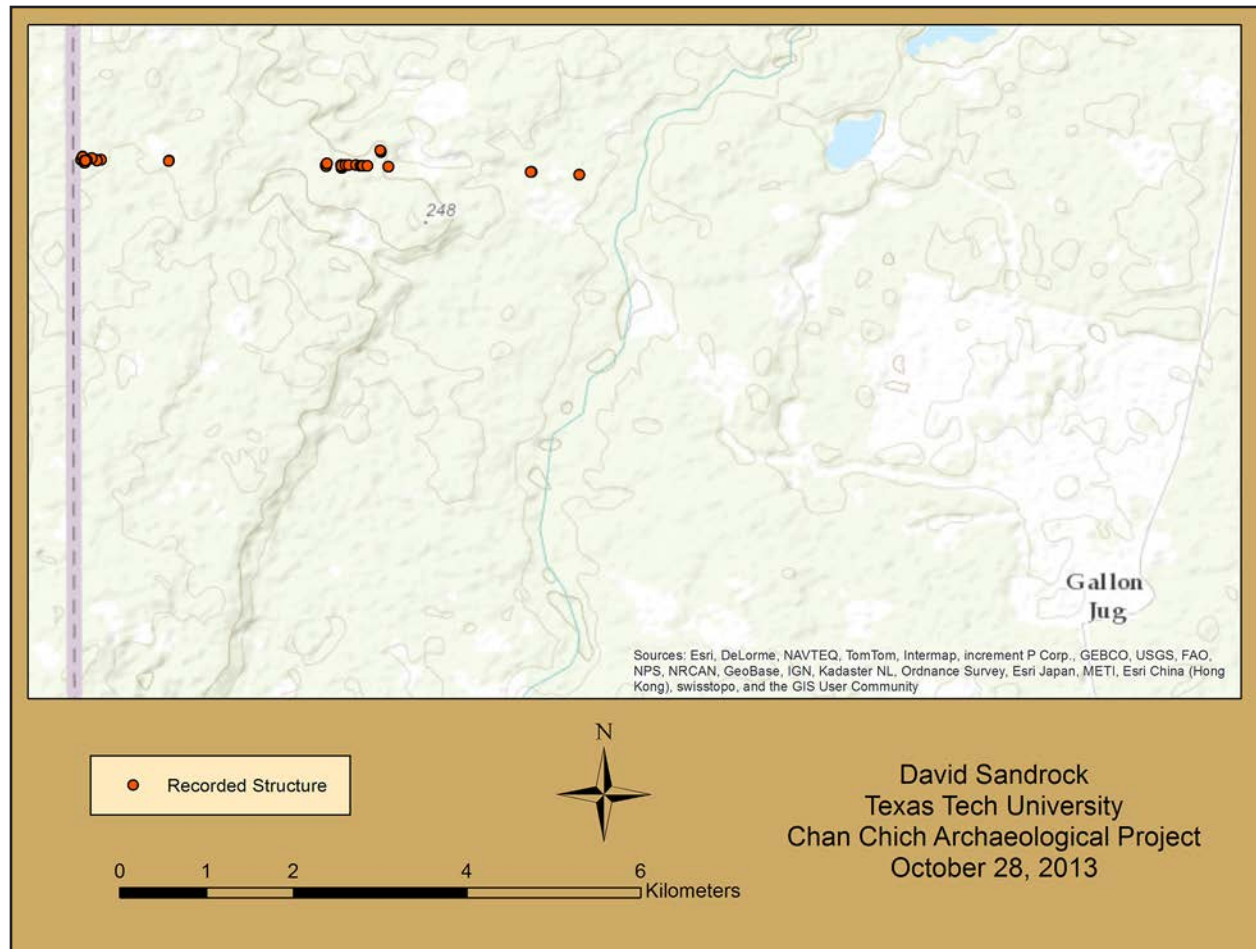 248
Gallon
Jug
Sources: Esri, DeLorme, NAVTEQ, TomTom, Intermap, increment P Corp., GEBCO, USGS, FAO,
NPS, NRCAN, GeoBase, IGN, Kadaster NL, Ordnance Survey, Esri Japan, METI, Esri China (Hong
Kong), swisstopo, and the GIS User Community
Recorded Structure
N
David Sandrock
Texas Tech University
Chan Chich Archaeological Project
October 28, 2013
0 1 2 4 6
Kilometers